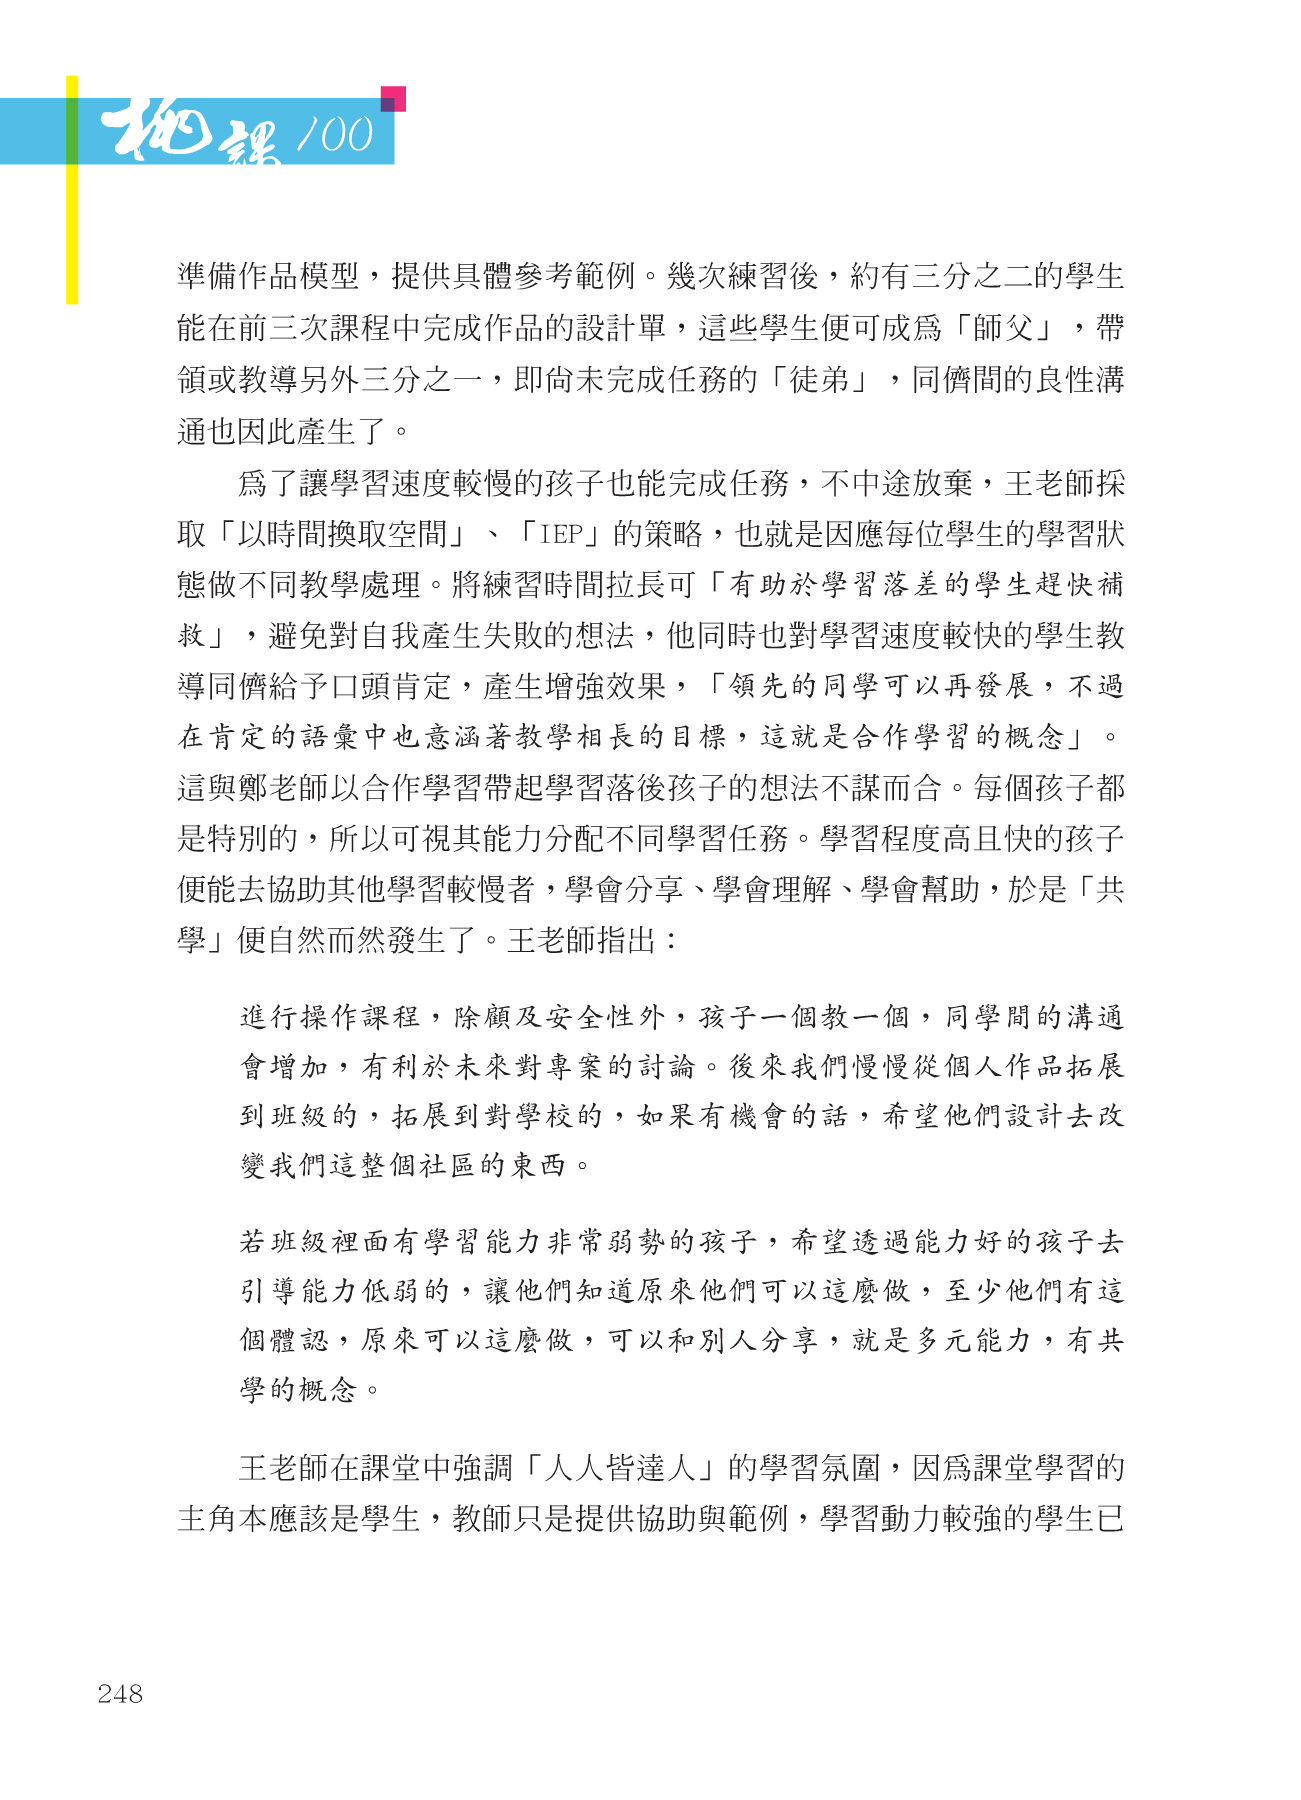 桃課100
準備作品模型，提供具體參考範例。幾次練習後，約有三分之二的學生
能在前三次課程中完成作品的設計單，這些學生便可成為「師父」，帶
領或教導另外三分之一，即尚未完成任務的「徒弟」，同儕間的良性溝
通也因此產生了。
為了讓學習速度較慢的孩子也能完成任務，不中途放棄，王老師採
取「以時間換取空間」、「IEP」的策略，也就是因應每位學生的學習狀
態做不同教學處理。將練習時間拉長可「有助於學習落差的學生趕快補
救」，避免對自我產生失敗的想法，他同時也對學習速度較快的學生教
導同儕給予口頭肯定，產生增強效果，「領先的同學可以再發展，不過
在肯定的語彙中也意涵著教學相長的目標，這就是合作學習的概念」。
這與鄭老師以合作學習帶起學習落後孩子的想法不謀而合。每個孩子都
是特別的，所以可視其能力分配不同學習任務。學習程度高且快的孩子
便能去協助其他學習較慢者，學會分享、學會理解、學會幫助，於是「共
學」便自然而然發生了。王老師指出：
進行操作課程，除顧及安全性外，孩子一個教一個，同學間的溝通
會增加，有利於未來對專案的討論。後來我們慢慢從個人作品拓展
到班級的，拓展到對學校的，如果有機會的話，希望他們設計去改
變我們這整個社區的東西。
若班級裡面有學習能力非常弱勢的孩子，希望透過能力好的孩子去
引導能力低弱的，讓他們知道原來他們可以這麼做，至少他們有這
個體認，原來可以這麼做，可以和別人分享，就是多元能力，有共
學的概念。
王老師在課堂中強調「人人皆達人」的學習氛圍，因為課堂學習的
主角本應該是學生，教師只是提供協助與範例，學習動力較強的學生已
248